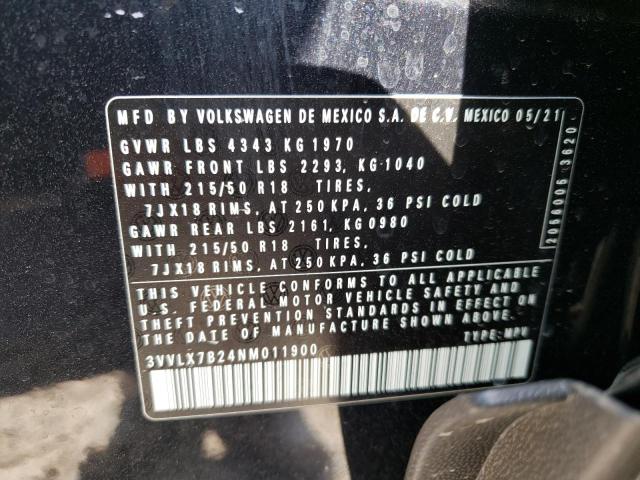 MFD BY VOLKSWAGEN DE MEXICO S.A. DE C.V. MEXICO 05/21
GVWR LBS 4343 KG 1970
GAWR FRONT LBS 2293, KG 1040
WITH 215/50 R18 TIRES,
7JX18 RIMS, AT 250 KPA, 36 PSI COLD
GAWR REAR LBS 2161, KG 0980
WITH 215/50 R18 TIRES,
7JX18 RIMS, AT 250 KPA, 36 PSI COLD
THIS VEHICLE CONFORMS TO ALL APPLICABLE
U.S. FEDERAL MOTOR VEHICLE SAFETY AND
THEFT PREVENTION STANDARDS IN EFFECT ON
THE DATE OF MANUFACTURE SHOWN ABOVE.
3VVLX7B24NM011900 TYPE: MPV
2056066 3620